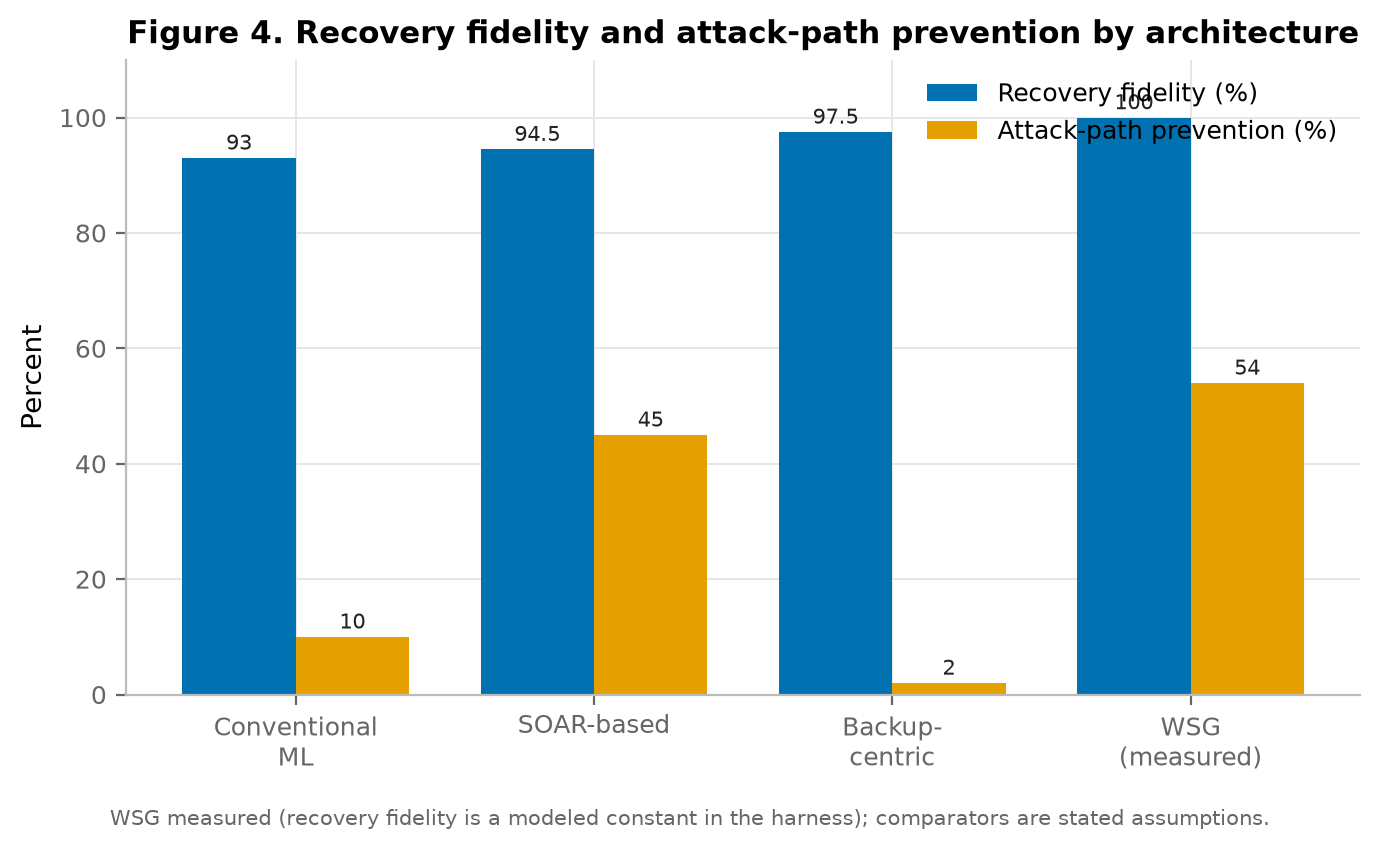 Figure 4. Recovery fidelity and attack-path prevention by architecture
Recovery fidelity (%)
Attack-path prevention (%)
Percent
100
80
60
40
20
0
93
10
94.5
45
97.5
2
100
54
Conventional
ML
SOAR-based
Backup-
centric
WSG
(measured)
WSG measured (recovery fidelity is a modeled constant in the harness); comparators are stated assumptions.